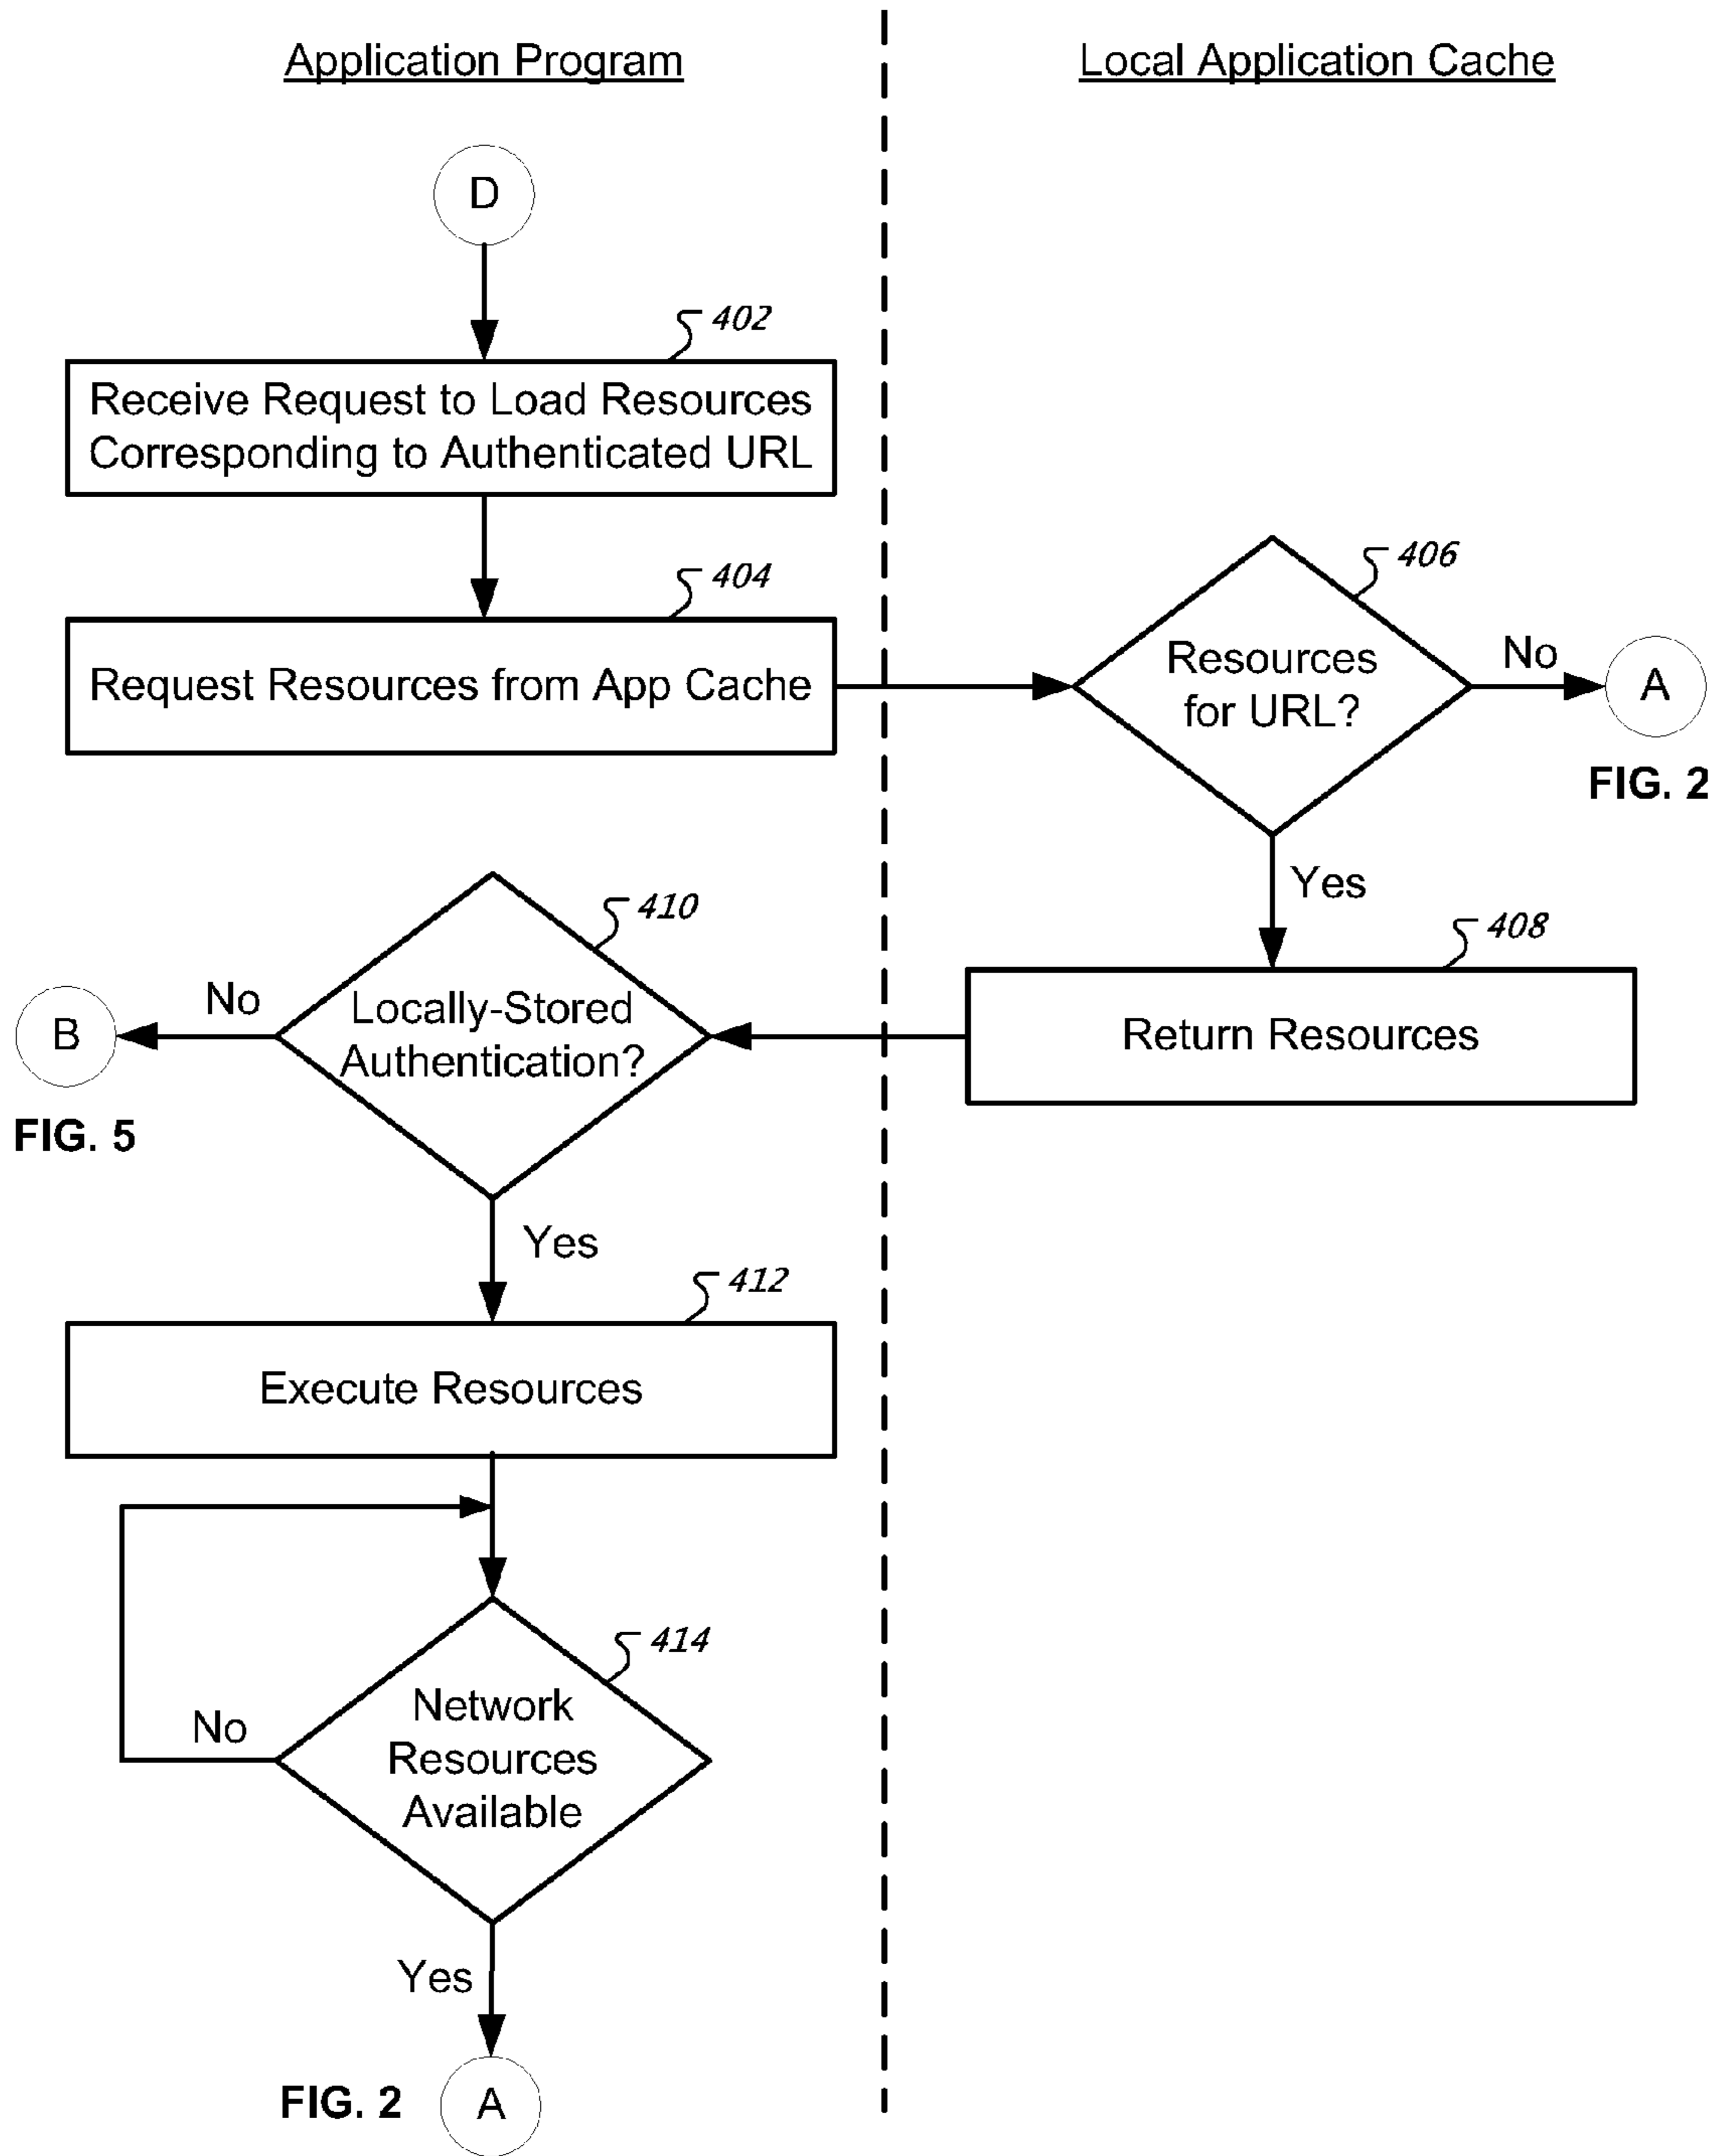 Application Program
Local Application Cache
D
402
Receive Request to Load Resources
Corresponding to Authenticated URL
404
Request Resources from App Cache
406
Resources
for URL?
No
A
FIG. 2
Yes
408
Return Resources
410
Locally-Stored
Authentication?
No
B
FIG. 5
Yes
412
Execute Resources
414
Network
Resources
Available
No
Yes
FIG. 2
A